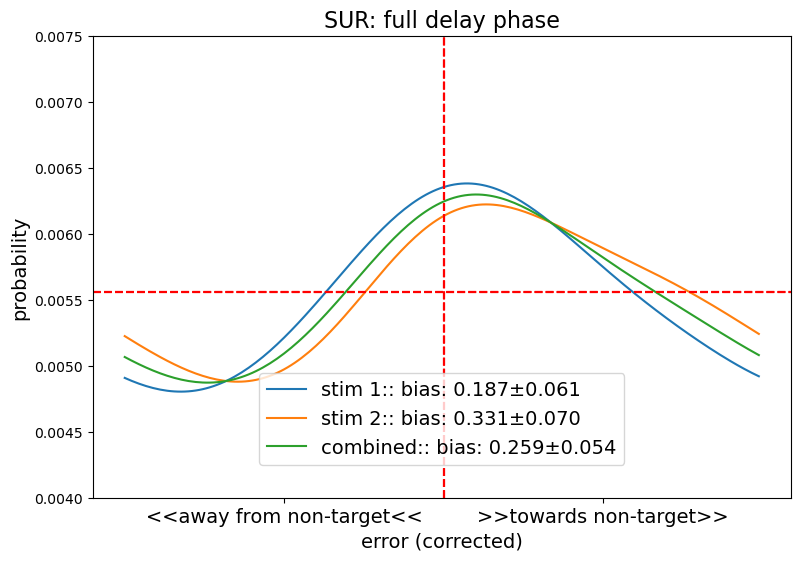 SUR: full delay phase
0.0075
0.0070
0.0065
0.0060
0.0055
0.0050
0.0045
0.0040
probability
stim 1:: bias: 0.187±0.061
stim 2:: bias: 0.331±0.070
combined:: bias: 0.259±0.054
<<away from non-target<<
>>towards non-target>>
error (corrected)